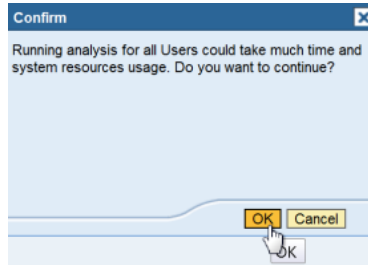 Confirm
Running analysis for all Users could take much time and
system resources usage. Do you want to continue?
OK Cancel
OK